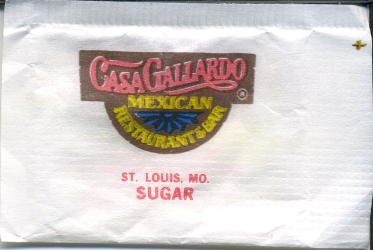 CASA GALLARDO
®
MEXICAN
RESTAURANT & BAR
ST. LOUIS, MO.
SUGAR